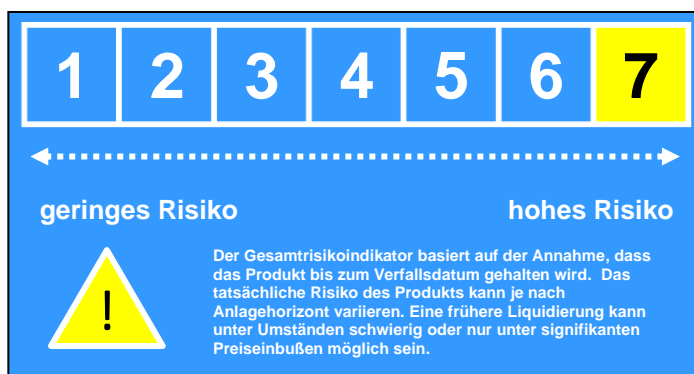 1 2 3 4 5 6 7
geringes Risiko hohes Risiko
Der Gesamtrisikoindikator basiert auf der Annahme, dass
das Produkt bis zum Verfallsdatum gehalten wird.  Das
tatsächliche Risiko des Produkts kann je nach
Anlagehorizont variieren. Eine frühere Liquidierung kann
unter Umständen schwierig oder nur unter signifikanten
Preiseinbußen möglich sein.
!